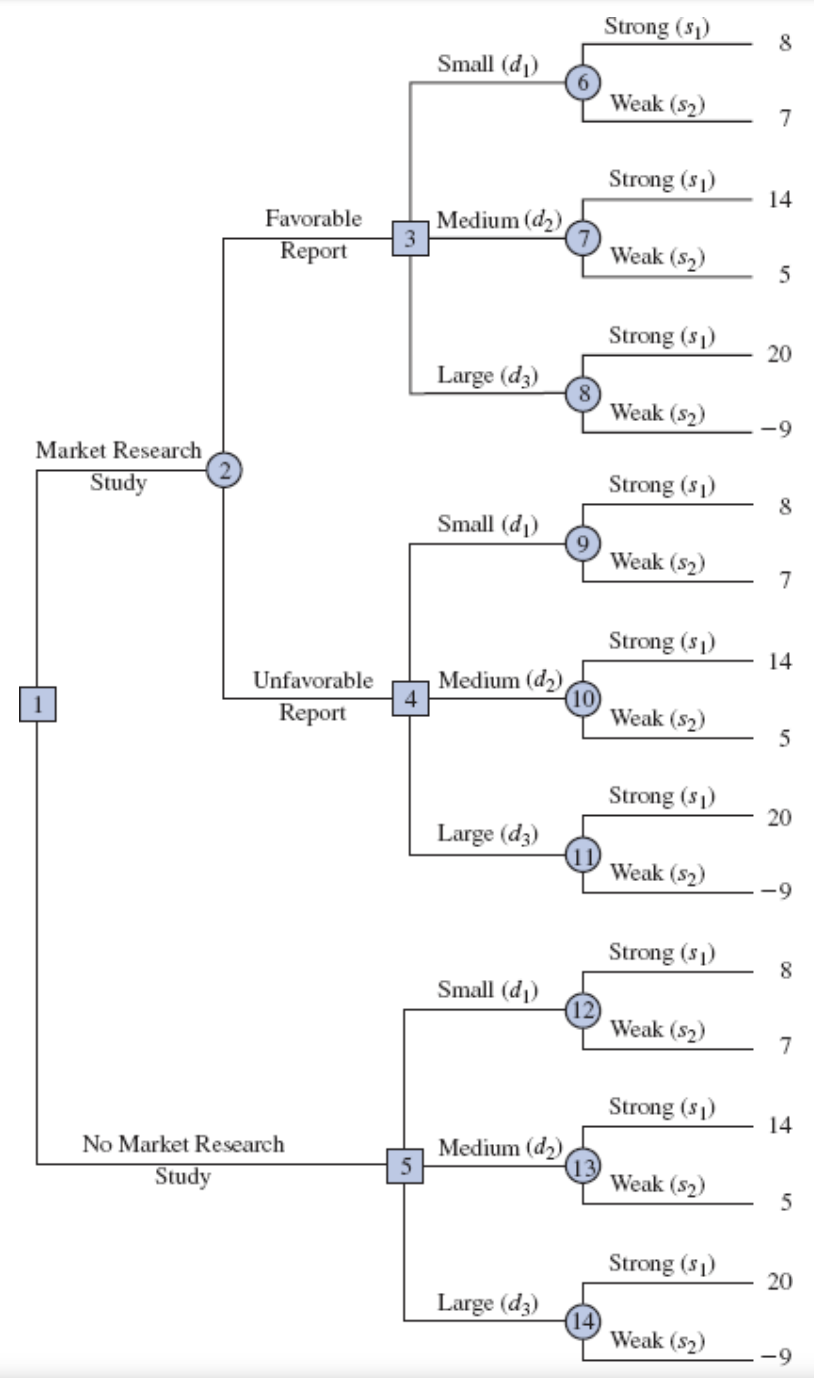 Strong (s₁) 8
Small (d₁)
6
Weak (s₂)
7
Strong (s₁)
14
Favorable
Report
3
Medium (d₂)
7
Weak (s₂)
5
Strong (s₁)
20
Large (d₃)
8
Weak (s₂)
−9
Market Research
Study
2
Strong (s₁)
8
Small (d₁)
9
Weak (s₂)
7
Strong (s₁)
14
Unfavorable
Report
4
Medium (d₂)
10
Weak (s₂)
5
1
Strong (s₁)
20
Large (d₃)
11
Weak (s₂)
−9
Strong (s₁)
8
Small (d₁)
12
Weak (s₂)
7
Strong (s₁)
14
No Market Research
Study
5
Medium (d₂)
13
Weak (s₂)
5
Strong (s₁)
20
Large (d₃)
14
Weak (s₂)
−9